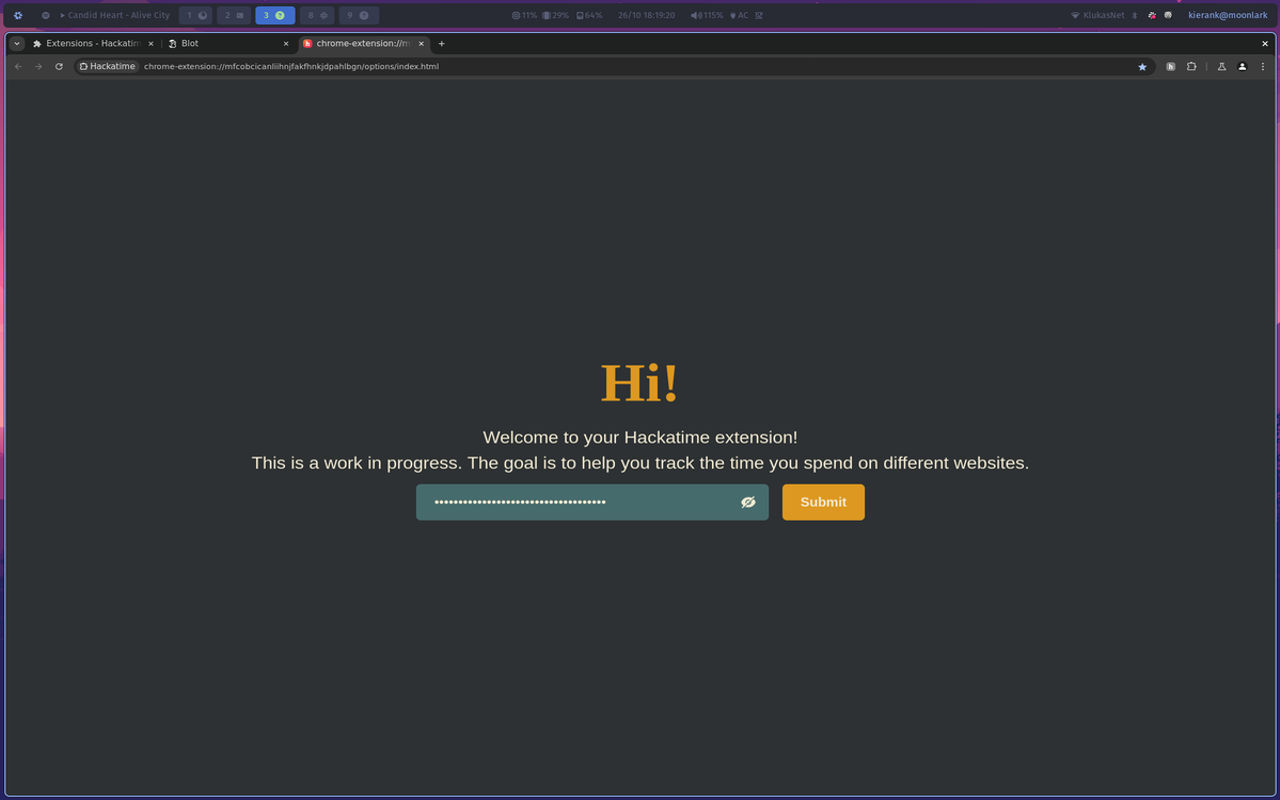 Candid Heart - Alive City 1 2 3 8 9 11% 29% 64% 26/10 18:19:20 115% AC KlukasNet kierank@moonlark
Extensions - Hackatim Blot chrome-extension://m
Hackatime chrome-extension://mfcobcicanliihnjfakfhnkjdpahlbgn/options/index.html
Hi!
Welcome to your Hackatime extension!
This is a work in progress. The goal is to help you track the time you spend on different websites.
Submit